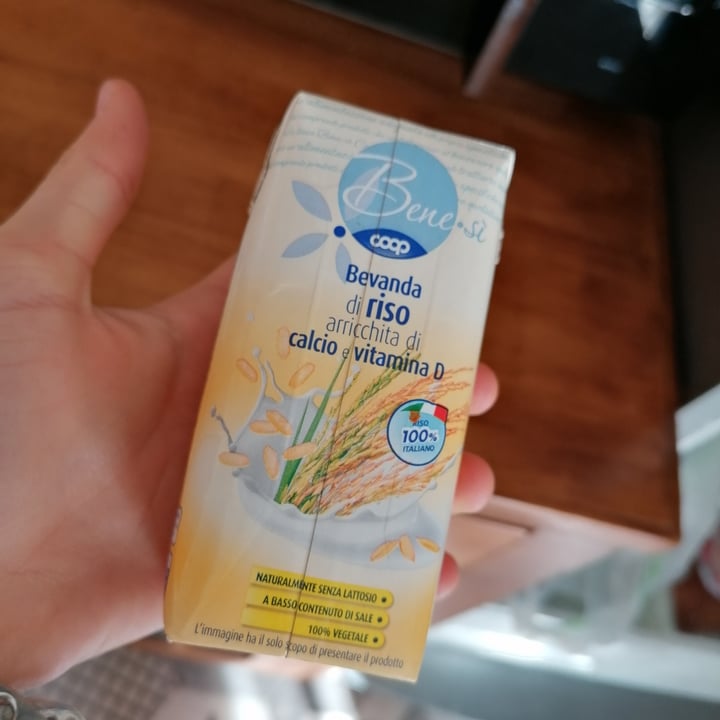 Bene.sì
coop
Bevanda
di riso
arricchita di
calcio e vitamina D
RISO
100%
ITALIANO
NATURALMENTE SENZA LATTOSIO
A BASSO CONTENUTO DI SALE
100% VEGETALE
L'immagine ha il solo scopo di presentare il prodotto